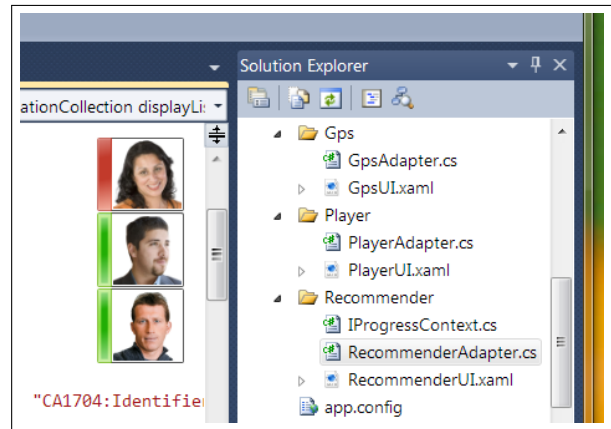 Solution Explorer
ationCollection displayLi
Gps
GpsAdapter.cs
GpsUI.xaml
Player
PlayerAdapter.cs
PlayerUI.xaml
Recommender
IProgressContext.cs
RecommenderAdapter.cs
RecommenderUI.xaml
app.config
"CA1704:Identifie